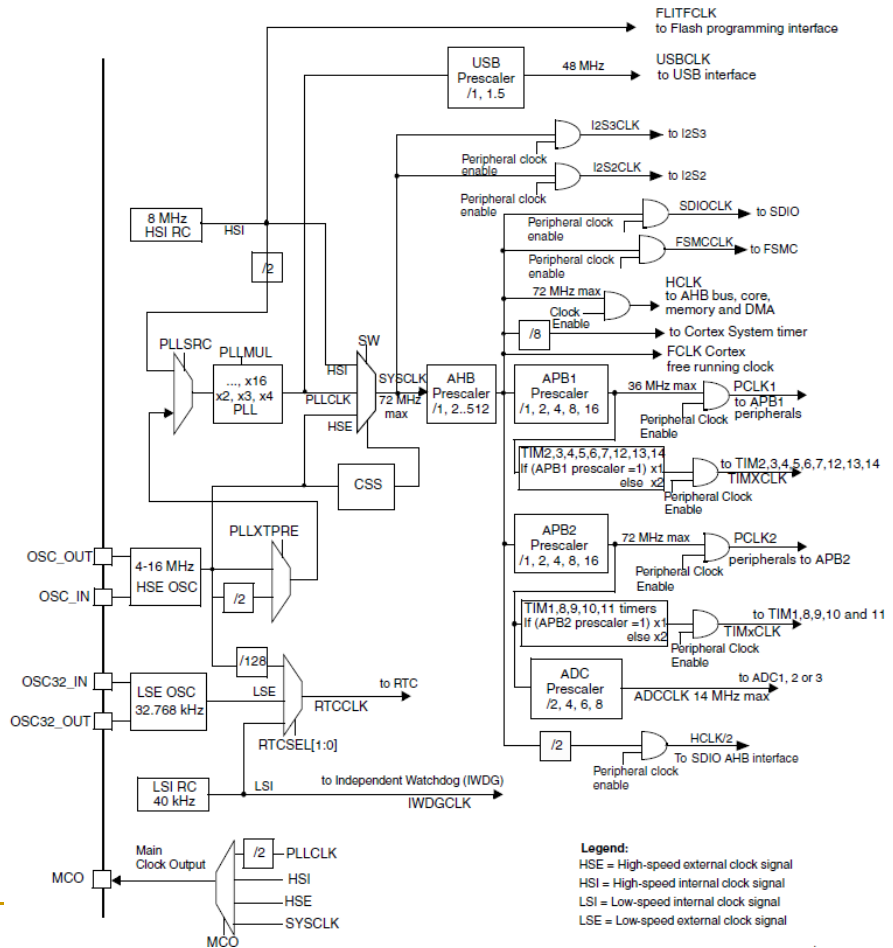 FLITFCLK
to Flash programming interface
USB
Prescaler
/1, 1.5
48 MHz
USBCLK
to USB interface
I2S3CLK
to I2S3
Peripheral clock
enable
I2S2CLK
to I2S2
Peripheral clock
enable
8 MHz
HSI RC
HSI
SDIOCLK
to SDIO
Peripheral clock
enable
FSMCCLK
to FSMC
Peripheral clock
enable
/2
HCLK
to AHB bus, core,
memory and DMA
72 MHz max
Clock
Enable
/8
to Cortex System timer
FCLK Cortex
free running clock
PLLSRC
PLLMUL
..., x16
x2, x3, x4
PLL
SW
HSI
PLLCLK
HSE
SYSCLK
72 MHz
max
AHB
Prescaler
/1, 2..512
APB1
Prescaler
/1, 2, 4, 8, 16
36 MHz max
PCLK1
to APB1
peripherals
Peripheral Clock
Enable
TIM2,3,4,5,6,7,12,13,14
If (APB1 prescaler =1) x1
else x2
to TIM2,3,4,5,6,7,12,13,14
TIMXCLK
Peripheral Clock
Enable
CSS
PLLXTPRE
OSC_OUT
OSC_IN
4-16 MHz
HSE OSC
/2
APB2
Prescaler
/1, 2, 4, 8, 16
72 MHz max
PCLK2
peripherals to APB2
Peripheral Clock
Enable
TIM1,8,9,10,11 timers
If (APB2 prescaler =1) x1
else x2
to TIM1,8,9,10 and 11
TIMxCLK
Peripheral Clock
Enable
/128
OSC32_IN
OSC32_OUT
LSE OSC
32.768 kHz
LSE
to RTC
RTCCLK
RTCSEL[1:0]
ADC
Prescaler
/2, 4, 6, 8
to ADC1, 2 or 3
ADCCLK 14 MHz max
/2
HCLK/2
To SDIO AHB interface
Peripheral clock
enable
LSI RC
40 kHz
LSI
to Independent Watchdog (IWDG)
IWDGCLK
MCO
Main
Clock Output
/2
PLLCLK
HSI
HSE
SYSCLK
MCO
Legend:
HSE = High-speed external clock signal
HSI = High-speed internal clock signal
LSI = Low-speed internal clock signal
LSE = Low-speed external clock signal